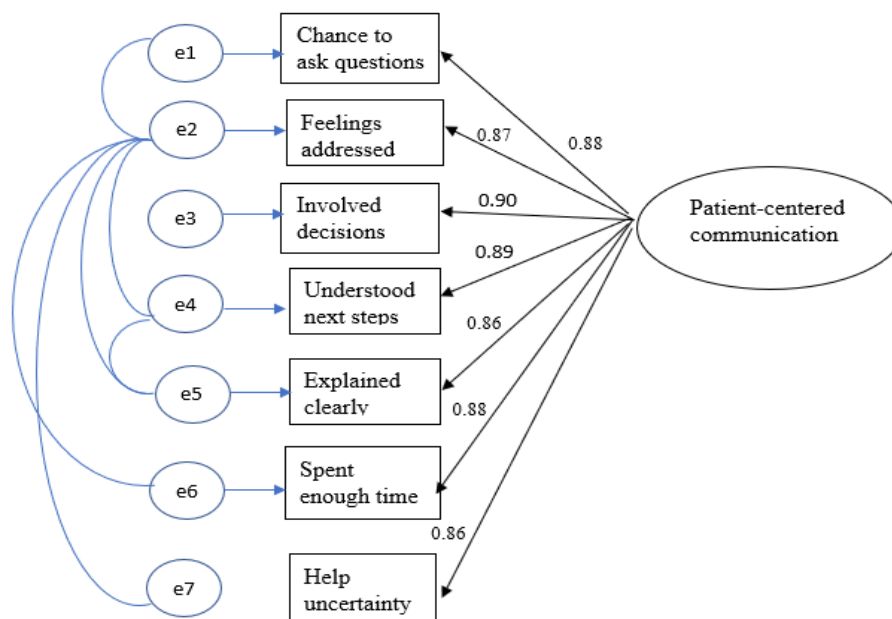 e1
Chance to
ask questions
0.88
e2
Feelings
addressed
0.87
e3
Involved
decisions
0.90
Patient-centered
communication
e4
Understood
next steps
0.89
e5
Explained
clearly
0.86
e6
Spent
enough time
0.88
e7
Help
uncertainty
0.86